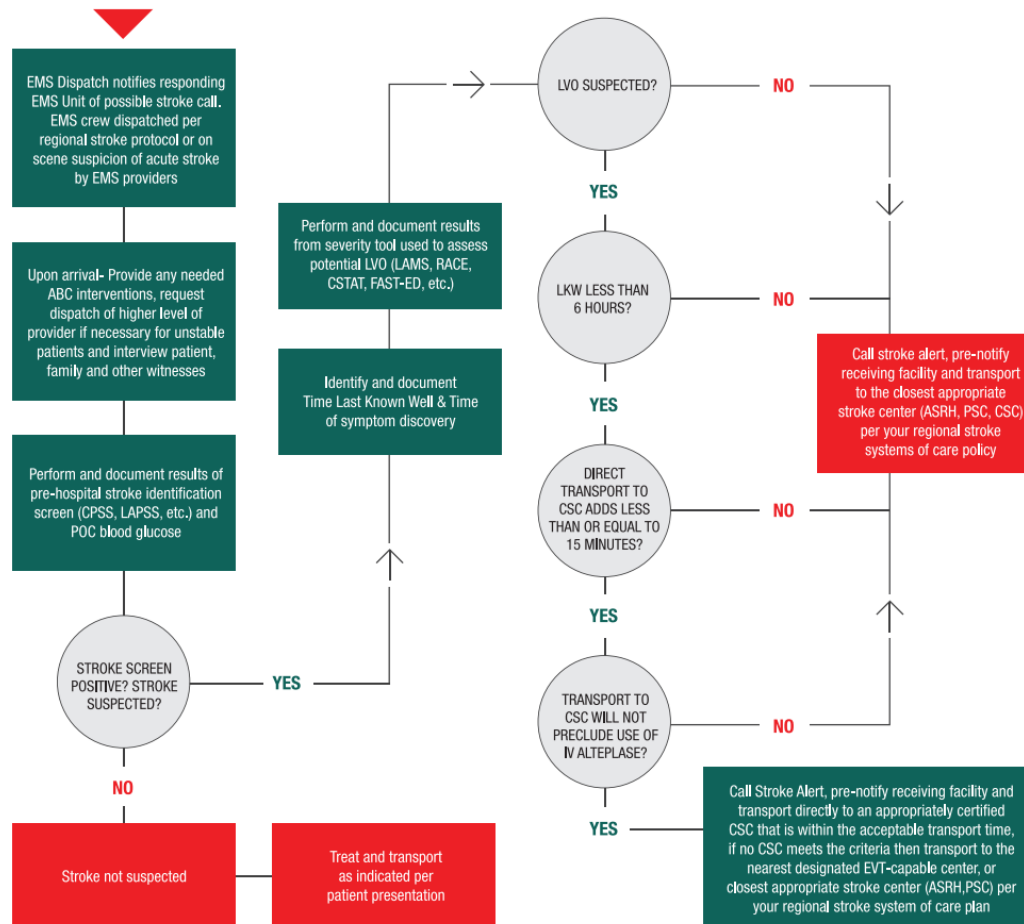 EMS Dispatch notifies responding
EMS Unit of possible stroke call.
EMS crew dispatched per
regional stroke protocol or on
scene suspicion of acute stroke
by EMS providers
Upon arrival- Provide any needed
ABC interventions, request
dispatch of higher level of
provider if necessary for unstable
patients and interview patient,
family and other witnesses
Perform and document results of
pre-hospital stroke identification
screen (CPSS, LAPSS, etc.) and
POC blood glucose
STROKE SCREEN
POSITIVE? STROKE
SUSPECTED?
YES
NO
Stroke not suspected
Treat and transport
as indicated per
patient presentation
Identify and document
Time Last Known Well & Time
of symptom discovery
Perform and document results
from severity tool used to assess
potential LVO (LAMS, RACE,
CSTAT, FAST-ED, etc.)
LVO SUSPECTED?
NO
YES
LKW LESS THAN
6 HOURS?
NO
YES
DIRECT
TRANSPORT TO
CSC ADDS LESS
THAN OR EQUAL TO
15 MINUTES?
NO
YES
TRANSPORT TO
CSC WILL NOT
PRECLUDE USE OF
IV ALTEPLASE?
NO
YES
Call stroke alert, pre-notify
receiving facility and transport
to the closest appropriate
stroke center (ASRH, PSC, CSC)
per your regional stroke
systems of care policy
Call Stroke Alert, pre-notify receiving facility and
transport directly to an appropriately certified
CSC that is within the acceptable transport time,
if no CSC meets the criteria then transport to the
nearest designated EVT-capable center, or
closest appropriate stroke center (ASRH,PSC) per
your regional stroke system of care plan